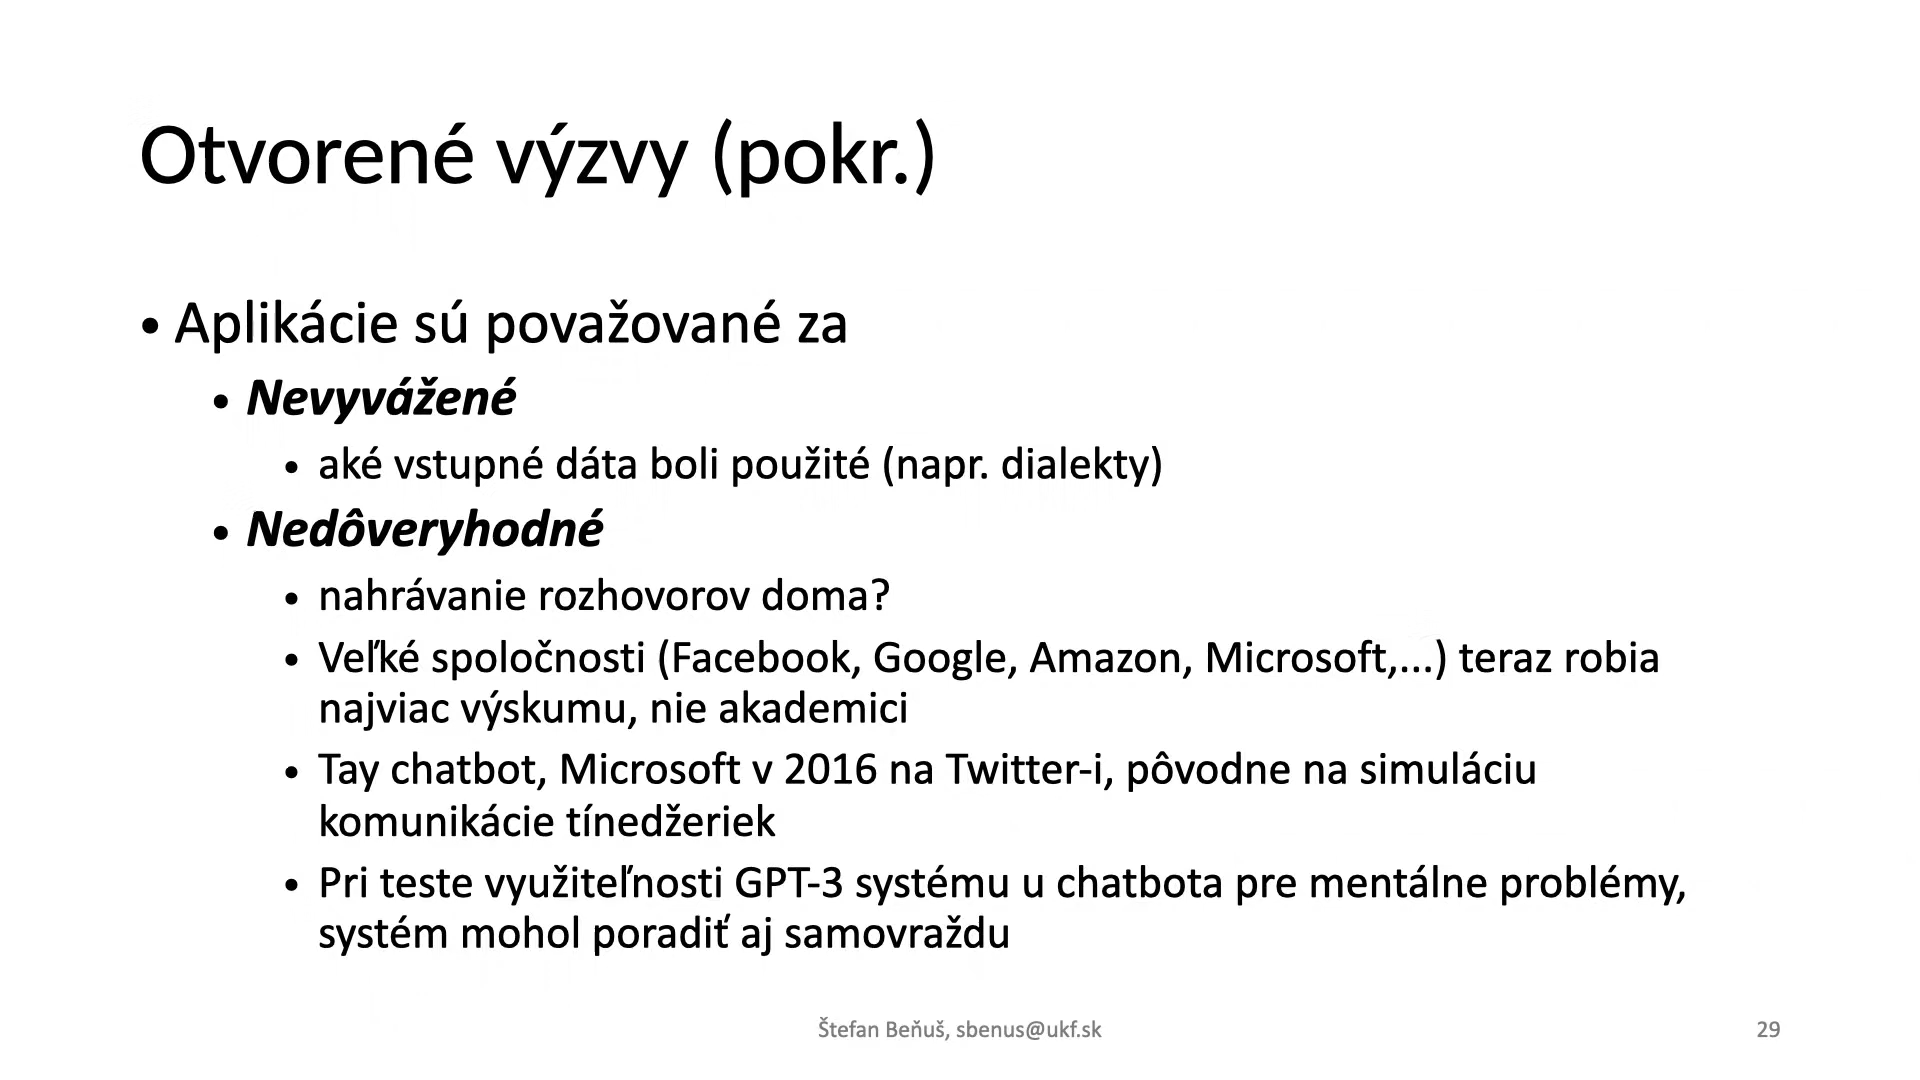 Otvorené výzvy (pokr.)
• Aplikácie sú považované za
• Nevyvážené
• aké vstupné dáta boli použité (napr. dialekty)
• Nedôveryhodné
• nahrávanie rozhovorov doma?
• Veľké spoločnosti (Facebook, Google, Amazon, Microsoft,...) teraz robia
najviac výskumu, nie akademici
• Tay chatbot, Microsoft v 2016 na Twitter-i, pôvodne na simuláciu
komunikácie tínedžeriek
• Pri teste využiteľnosti GPT-3 systému u chatbota pre mentálne problémy,
systém mohol poradiť aj samovraždu
Štefan Beňuš, sbenus@ukf.sk
29